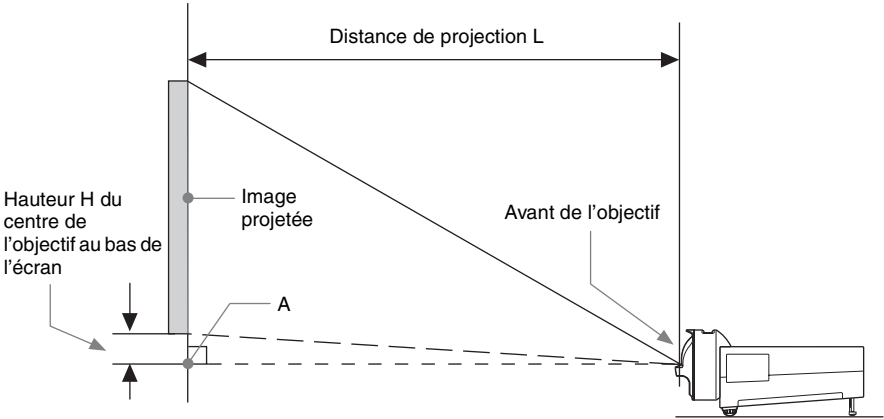 Distance de projection L
Hauteur H du
centre de
l'objectif au bas de
l'écran
Image
projetée
Avant de l'objectif
A